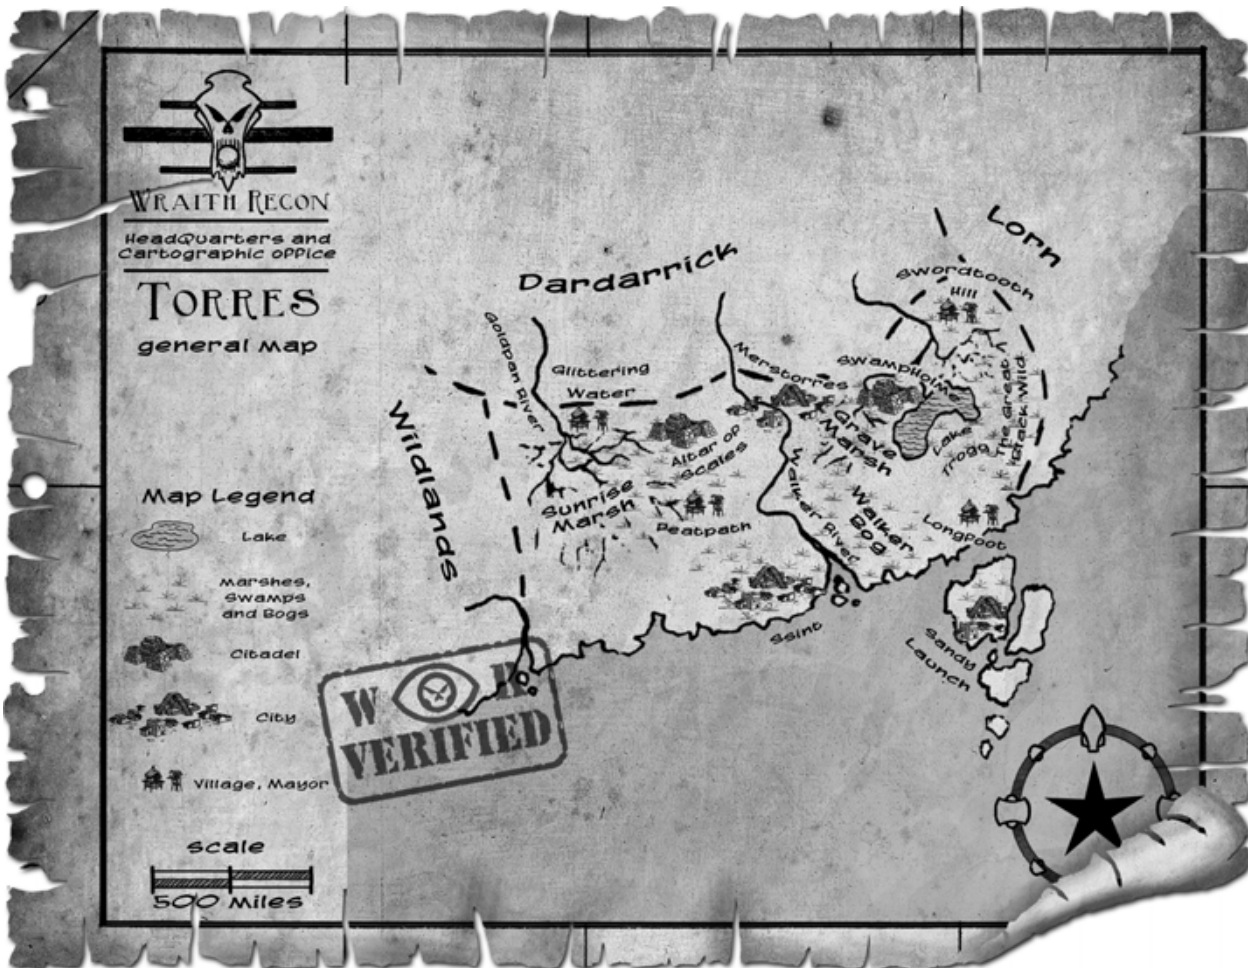 Wraith Recon
HeadQuarters and
Cartographic Office
Torres
general map
Map Legend
Lake
Marshes,
Swamps
and Bogs
Citadel
City
Village, Mayor
Scale
500 Miles
Lorn
Dardarrick
Swordtooth
Hill
Goldpan River
Glittering
Water
Merstorres
Swampholm
The Great
Black Wild
Wildlands
Altar of
Scales
Grave
Marsh
Lake
Trogg
Sunrise
Marsh
Peatpath
Walker River
Walker
Bog
Longfoot
Ssint
Sandy
Launch
W R
VERIFIED